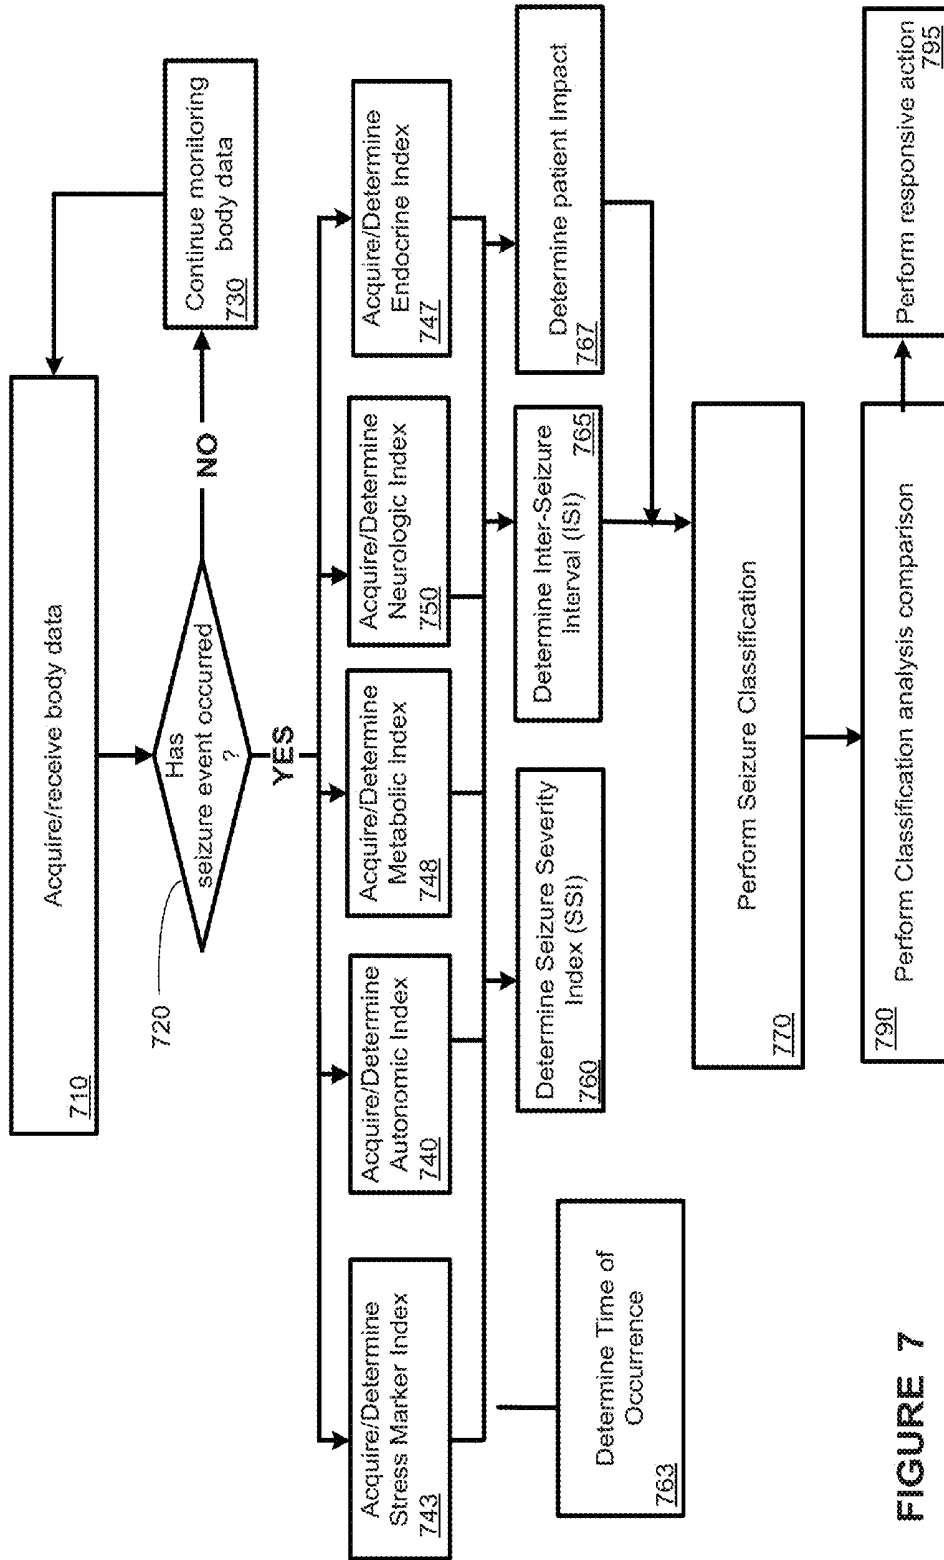 Acquire/receive body data
710
Has
seizure event occurred
?
720
NO
Continue monitoring
body data
730
YES
Acquire/Determine
Stress Marker Index
743
Acquire/Determine
Autonomic Index
740
Acquire/Determine
Metabolic Index
748
Acquire/Determine
Neurologic Index
750
Acquire/Determine
Endocrine Index
747
Determine Time of
Occurrence
763
Determine Seizure Severity
Index (SSI)
760
Determine Inter-Seizure
Interval (ISI)
765
Determine patient Impact
767
Perform Seizure Classification
770
Perform Classification analysis comparison
790
Perform responsive action
795
FIGURE 7